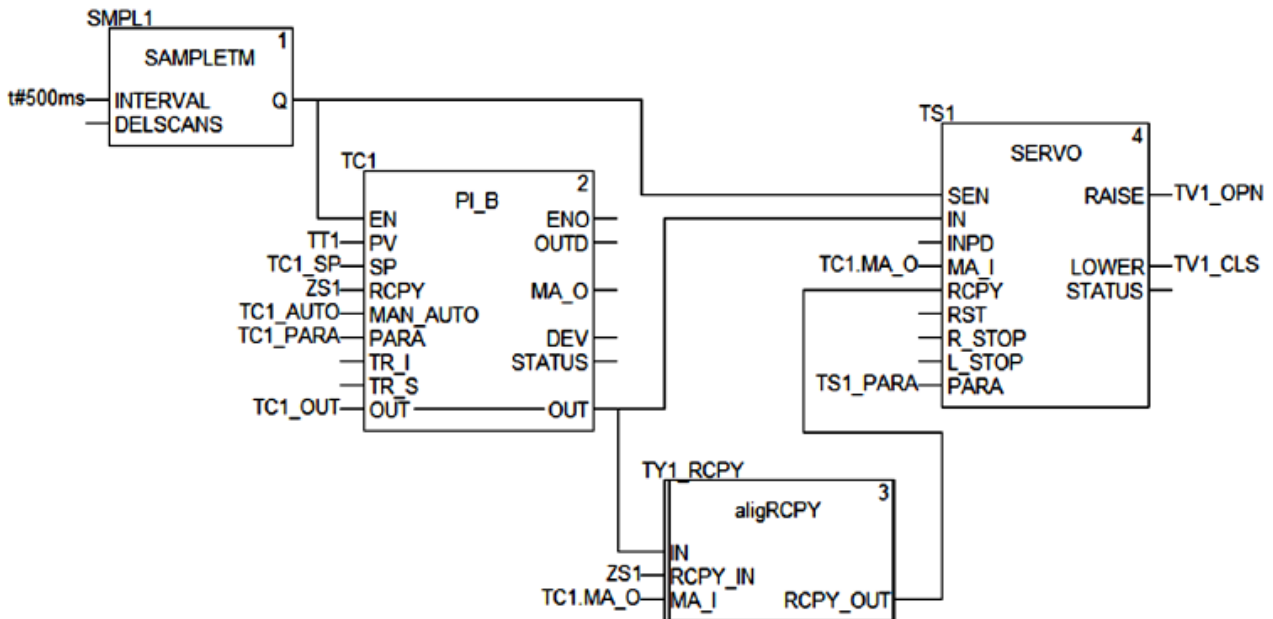 SMPL1
1
SAMPLETM
t#500ms INTERVAL Q
DELSCANS
TC1
2
PI_B
EN ENO
TT1 PV OUTD
TC1_SP SP
ZS1 RCPY MA_O
TC1_AUTO MAN_AUTO
TC1_PARA PARA DEV
TR_I STATUS
TR_S
TC1_OUT OUT OUT
TY1_RCPY
3
aligRCPY
IN
ZS1 RCPY_IN
TC1.MA_O MA_I RCPY_OUT
TS1
4
SERVO
SEN RAISE TV1_OPN
IN
INPD
TC1.MA_O MA_I LOWER TV1_CLS
RCPY STATUS
RST
R_STOP
L_STOP
TS1_PARA PARA